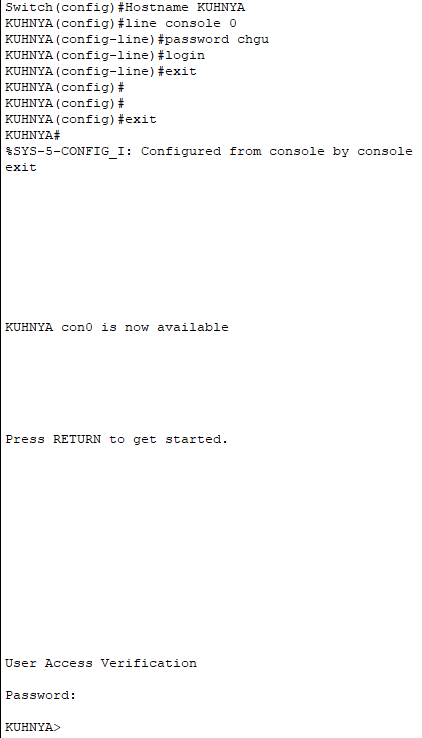 Switch(config)#Hostname KUHNYA
KUHNYA(config)#line console 0
KUHNYA(config-line)#password chgu
KUHNYA(config-line)#login
KUHNYA(config-line)#exit
KUHNYA(config)#
KUHNYA(config)#
KUHNYA(config)#exit
KUHNYA#
%SYS-5-CONFIG_I: Configured from console by console
exit
KUHNYA con0 is now available
Press RETURN to get started.
User Access Verification
Password:
KUHNYA>